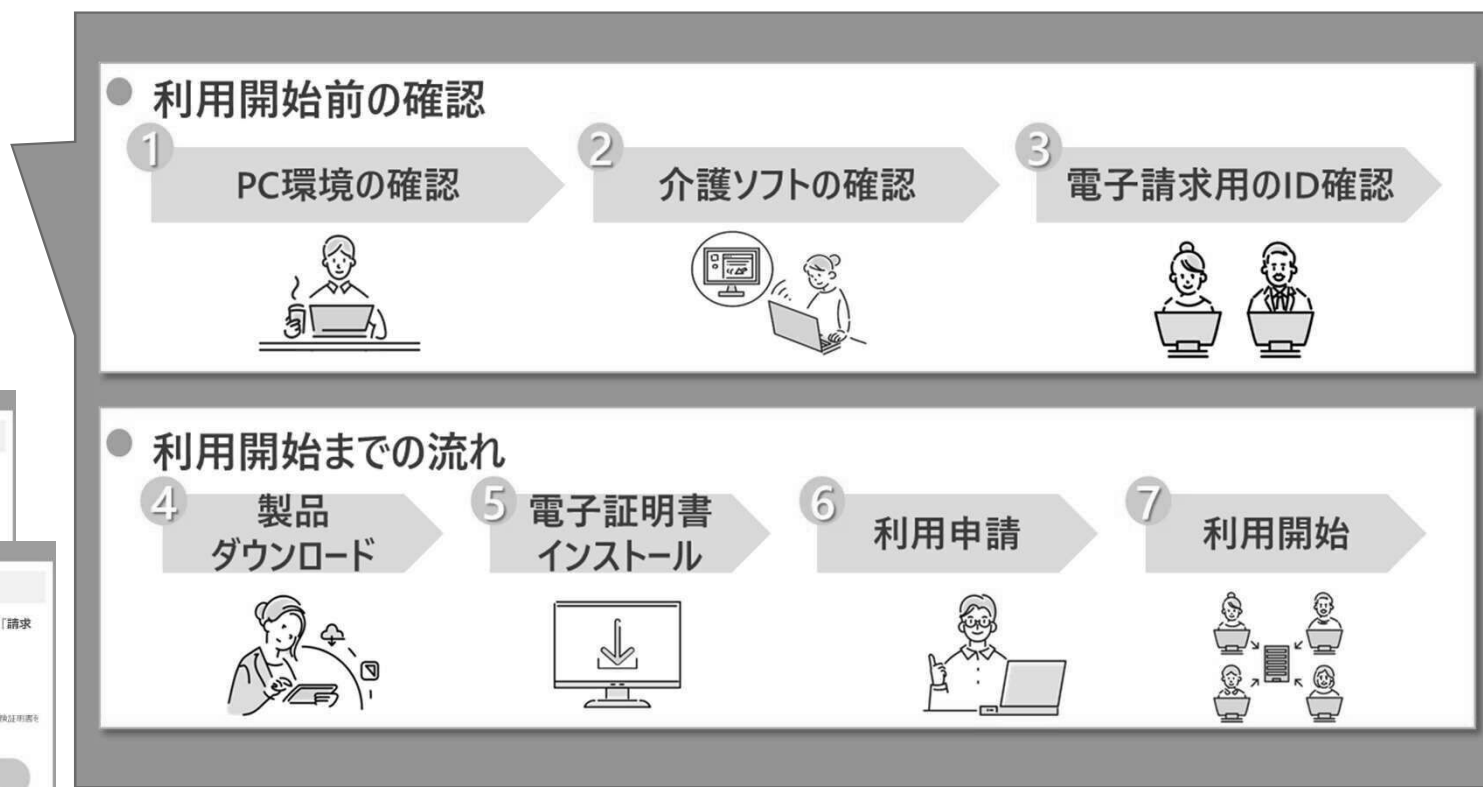 利用開始前の確認
1
PC環境の確認
2
介護ソフトの確認
3
電子請求用のID確認
利用開始までの流れ
4
製品
ダウンロード
5
電子証明書
インストール
6
利用申請
7
利用開始
「請求